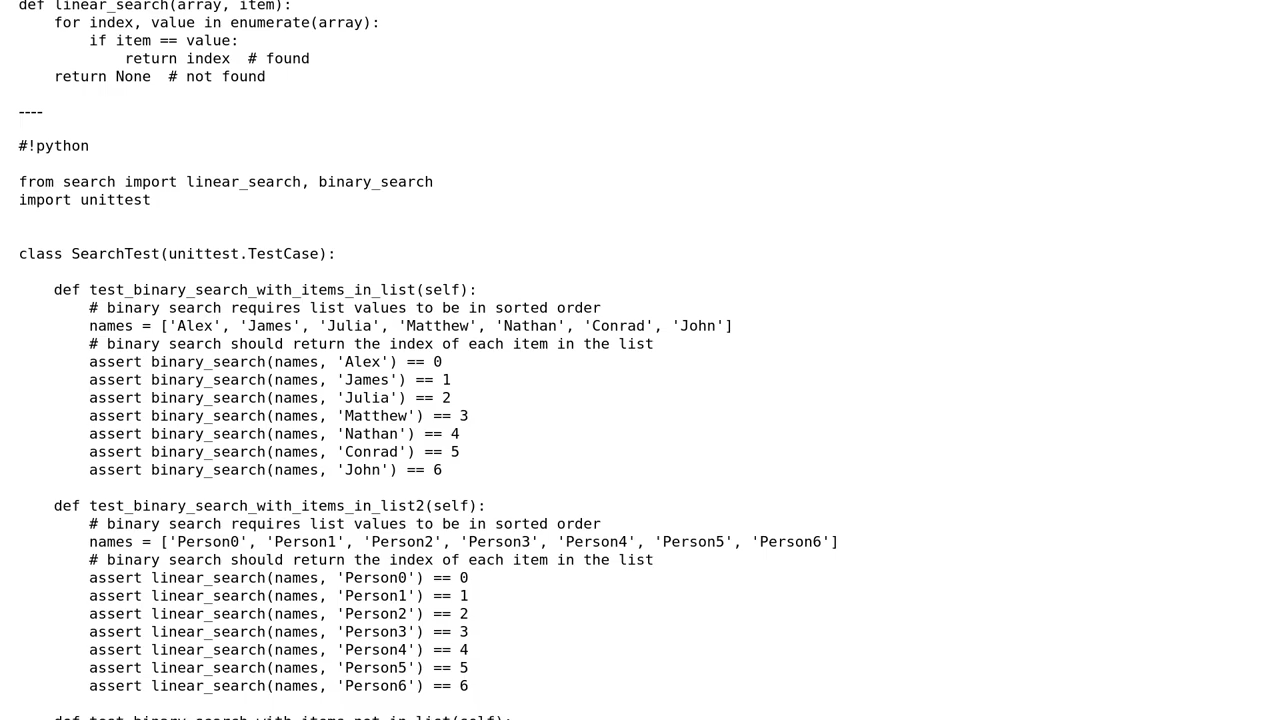 def linear_search(array, item):
    for index, value in enumerate(array):
        if item == value:
            return index  # found
    return None  # not found
----
#!python
from search import linear_search, binary_search
import unittest
class SearchTest(unittest.TestCase):
    def test_binary_search_with_items_in_list(self):
        # binary search requires list values to be in sorted order
        names = ['Alex', 'James', 'Julia', 'Matthew', 'Nathan', 'Conrad', 'John']
        # binary search should return the index of each item in the list
        assert binary_search(names, 'Alex') == 0
        assert binary_search(names, 'James') == 1
        assert binary_search(names, 'Julia') == 2
        assert binary_search(names, 'Matthew') == 3
        assert binary_search(names, 'Nathan') == 4
        assert binary_search(names, 'Conrad') == 5
        assert binary_search(names, 'John') == 6
    def test_binary_search_with_items_in_list2(self):
        # binary search requires list values to be in sorted order
        names = ['Person0', 'Person1', 'Person2', 'Person3', 'Person4', 'Person5', 'Person6']
        # binary search should return the index of each item in the list
        assert linear_search(names, 'Person0') == 0
        assert linear_search(names, 'Person1') == 1
        assert linear_search(names, 'Person2') == 2
        assert linear_search(names, 'Person3') == 3
        assert linear_search(names, 'Person4') == 4
        assert linear_search(names, 'Person5') == 5
        assert linear_search(names, 'Person6') == 6
    def test_binary_search_with_items_not_in_list(self):